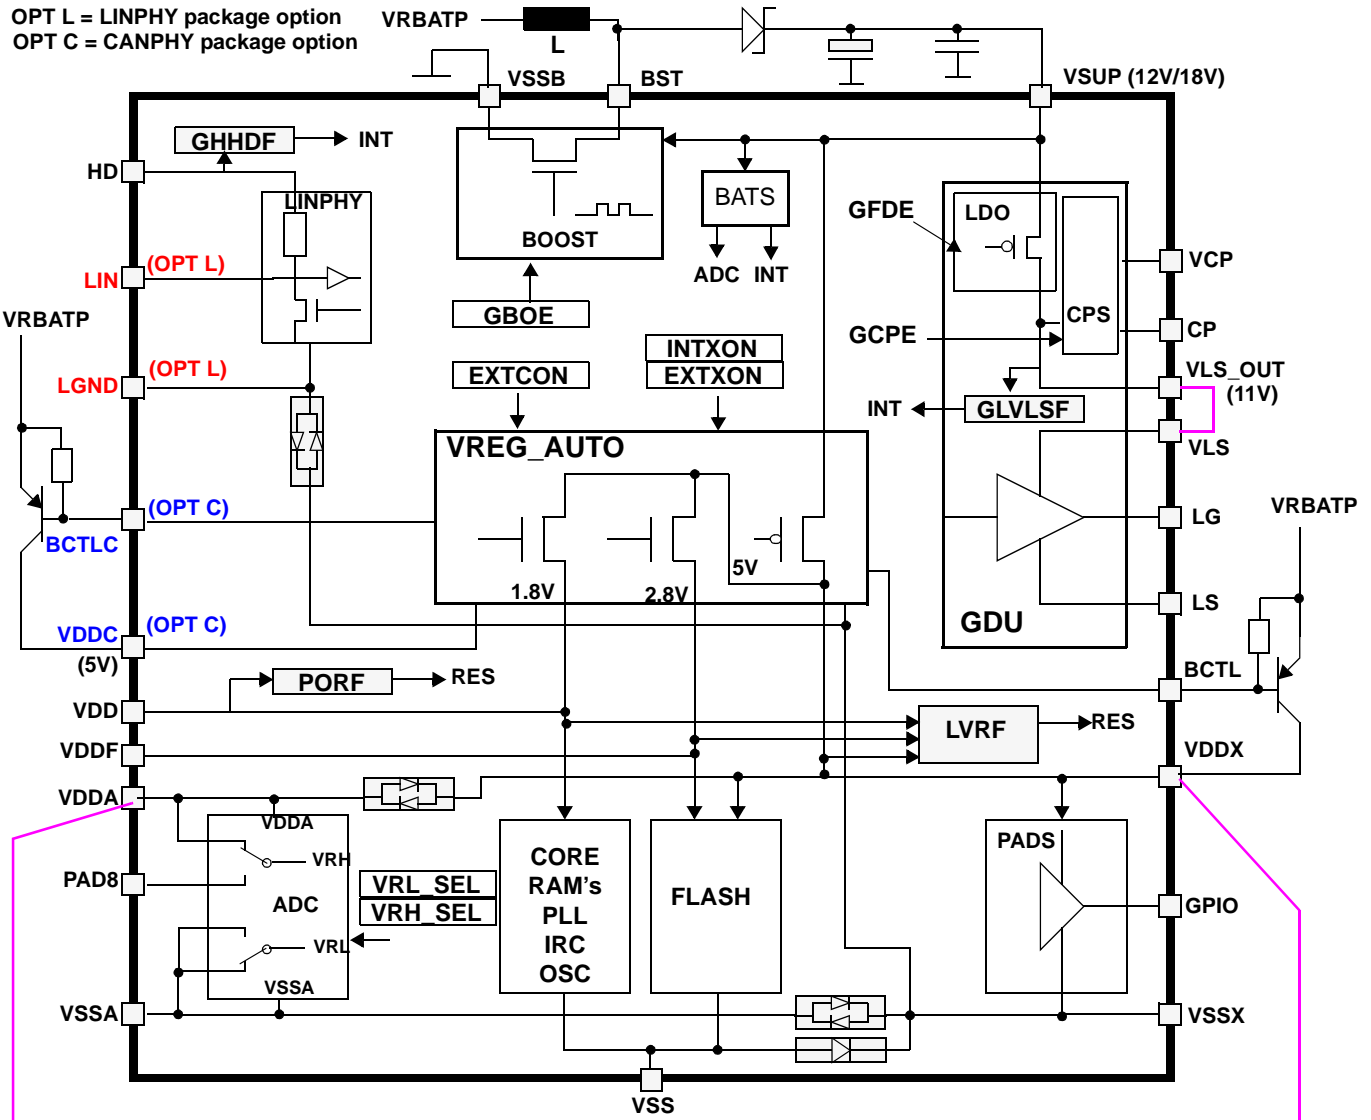 OPT L = LINPHY package option
OPT C = CANPHY package option
VRBATP
L
VSSB
BST
VSUP (12V/18V)
GHHDF
INT
HD
LINPHY
BOOST
BATS
ADC
INT
GFDE
LDO
CPS
GCPE
VCP
CP
(OPT L)
LIN
GBOE
VRBATP
INTXON
EXTXON
EXTCON
(OPT L)
LGND
VLS_OUT
(11V)
INT
GLVLSF
VLS
VREG_AUTO
(OPT C)
BCTLC
1.8V
2.8V
5V
LG
VRBATP
LS
GDU
VDDC
(OPT C)
(5V)
PORF
RES
BCTL
VDD
LVRF
RES
VDDF
VDDX
VDDA
VDDA
VRH
PAD8
ADC
VRL_SEL
VRH_SEL
VRL
VSSA
VSSA
CORE
RAM's
PLL
IRC
OSC
FLASH
PADS
GPIO
VSSX
VSS